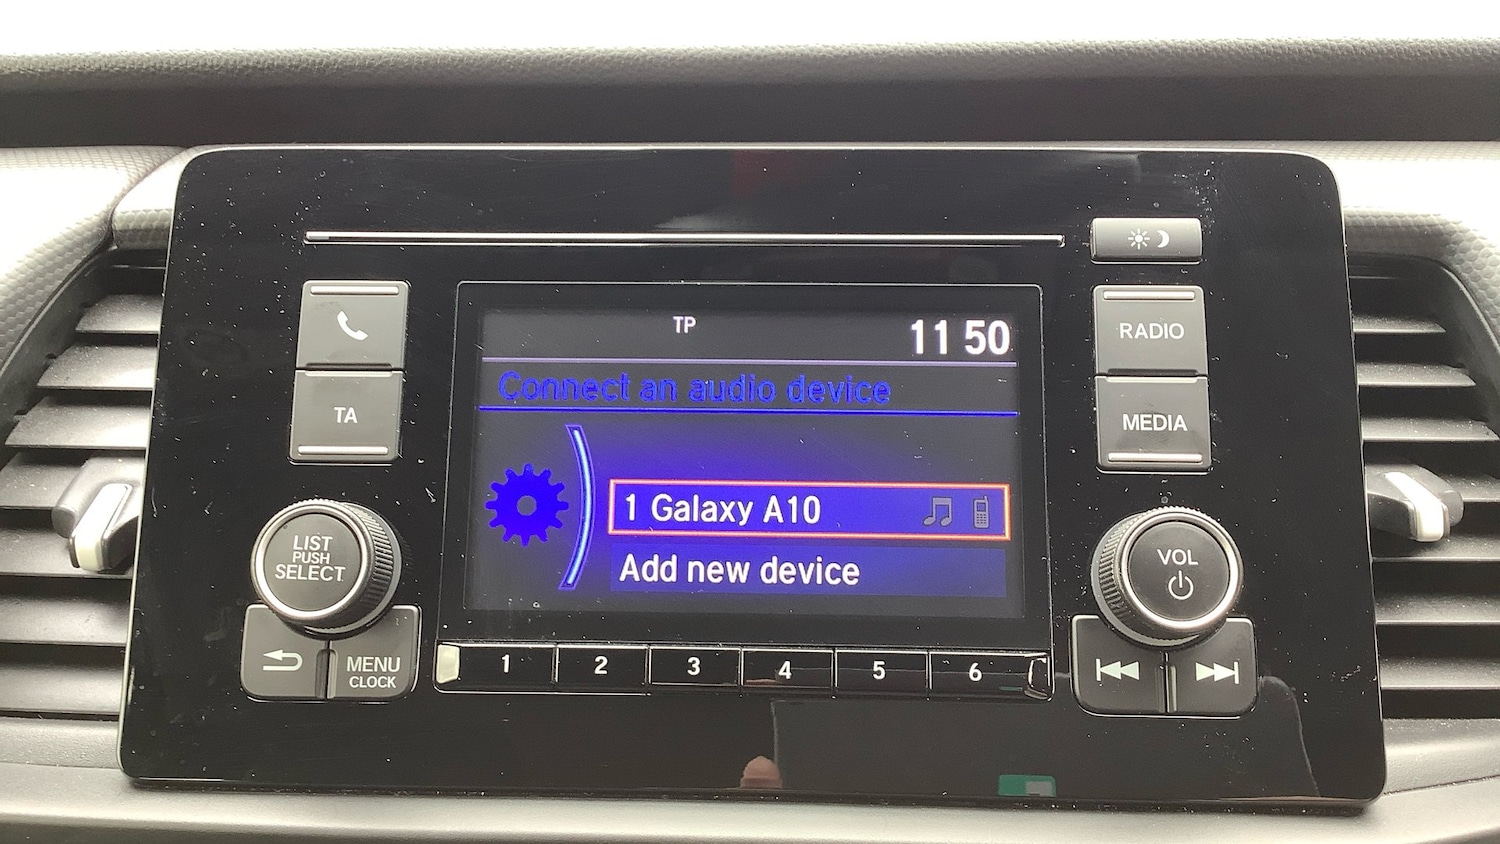 TP
11 50
Connect an audio device
1 Galaxy A10
Add new device
TA
LIST
PUSH
SELECT
MENU
CLOCK
1 2 3 4 5 6
RADIO
MEDIA
VOL